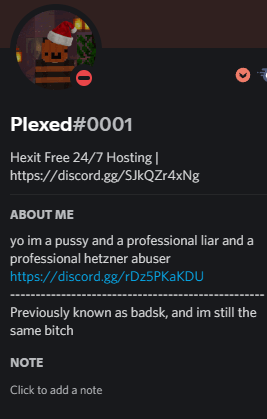 Plexed#0001
Hexit Free 24/7 Hosting |
https://discord.gg/SJkQZr4xNg
ABOUT ME
yo im a pussy and a professional liar and a
professional hetzner abuser
https://discord.gg/rDz5PKaKDU
--------------------------------------------------
Previously known as badsk, and im still the
same bitch
NOTE
Click to add a note